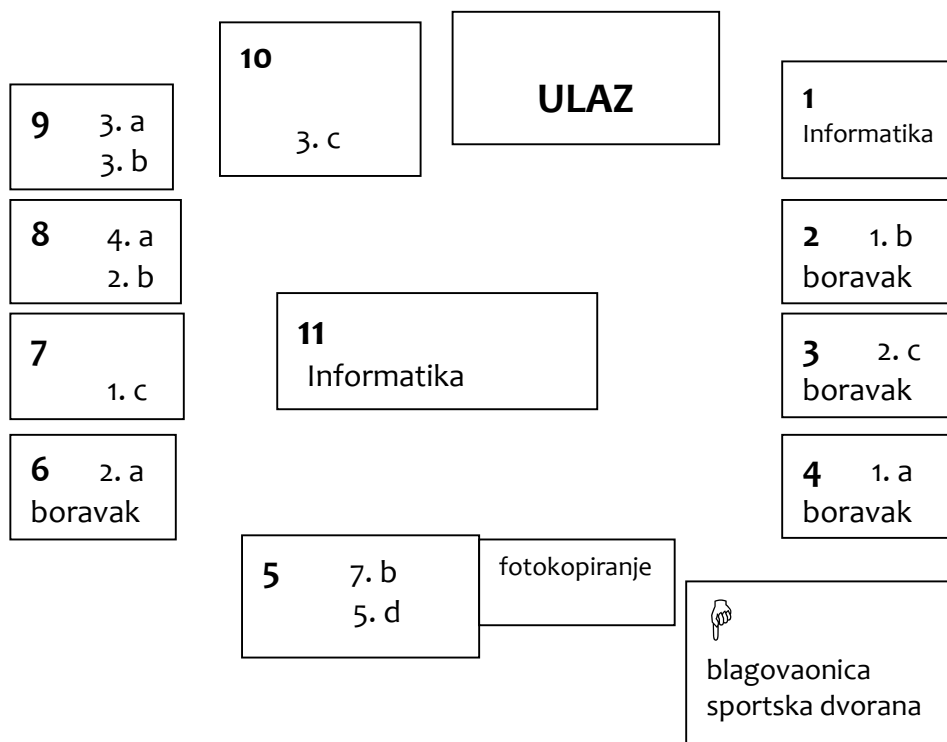 10
3. c
ULAZ
1
Informatika
9 3. a
3. b
8 4. a
2. b
2 1. b
boravak
11
Informatika
7
1. c
3 2. c
boravak
6 2. a
boravak
4 1. a
boravak
5 7. b
5. d
fotokopiranje
blagovaonica
sportska dvorana